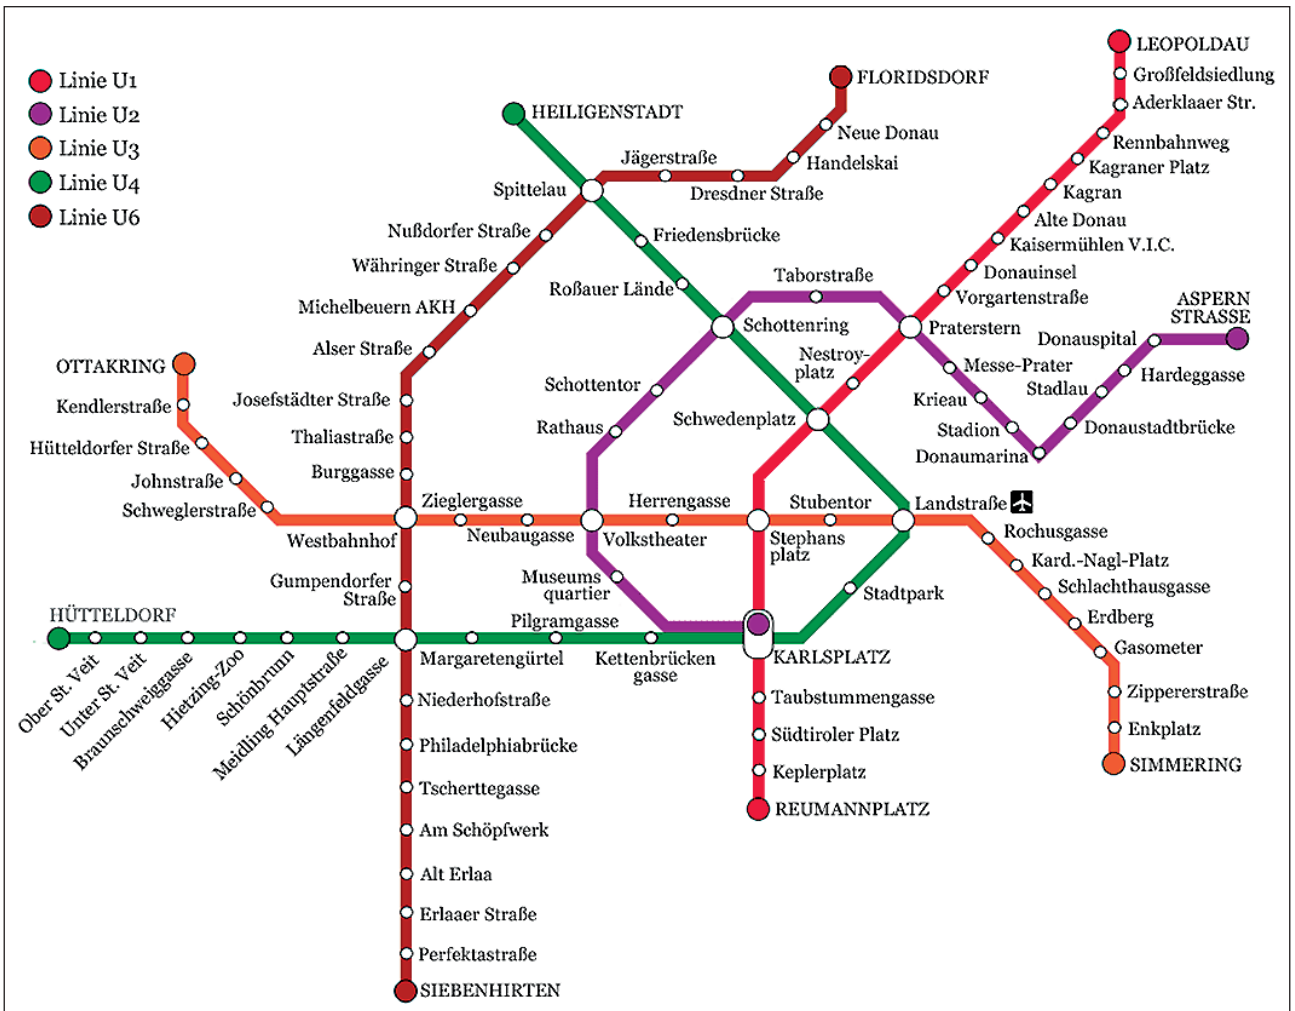 Linie U1
Linie U2
Linie U3
Linie U4
Linie U6
LEOPOLDAU
Großfeldsiedlung
Aderklaaer Str.
Rennbahnweg
Kagraner Platz
Kagran
Alte Donau
Kaisermühlen V.I.C.
Donauinsel
Vorgartenstraße
Praterstern
Nestroy-
platz
Schwedenplatz
FLORIDSDORF
Neue Donau
Handelskai
Dresdner Straße
Jägerstraße
HEILIGENSTADT
Spittelau
Friedensbrücke
Roßauer Lände
Schottenring
Taborstraße
Nußdorfer Straße
Währinger Straße
Michelbeuern AKH
Alser Straße
Josefstädter Straße
Thaliastraße
Burggasse
ASPERN
STRASSE
Donauspital
Hardeggasse
Stadlau
Donaustadtbrücke
Donaumarina
Stadion
Krieau
Messe-Prater
Schottentor
Rathaus
OTTAKRING
Kendlerstraße
Hütteldorfer Straße
Johnstraße
Schweglerstraße
Westbahnhof
Zieglergasse
Neubaugasse
Volkstheater
Herrengasse
Stephans
platz
Stubentor
Landstraße
Rochusgasse
Kard.-Nagl-Platz
Schlachthausgasse
Erdberg
Gasometer
Zippererstraße
Enkplatz
SIMMERING
Museums
quartier
Stadtpark
Gumpendorfer
Straße
HÜTTELDORF
Ober St. Veit
Unter St. Veit
Braunschweiggasse
Hietzing-Zoo
Schönbrunn
Meidling Hauptstraße
Längenfeldgasse
Margaretengürtel
Pilgramgasse
Kettenbrücken
gasse
KARLSPLATZ
Taubstummengasse
Südtiroler Platz
Keplerplatz
REUMANNPLATZ
Niederhofstraße
Philadelphiabrücke
Tscherttegasse
Am Schöpfwerk
Alt Erlaa
Erlaaer Straße
Perfektastraße
SIEBENHIRTEN